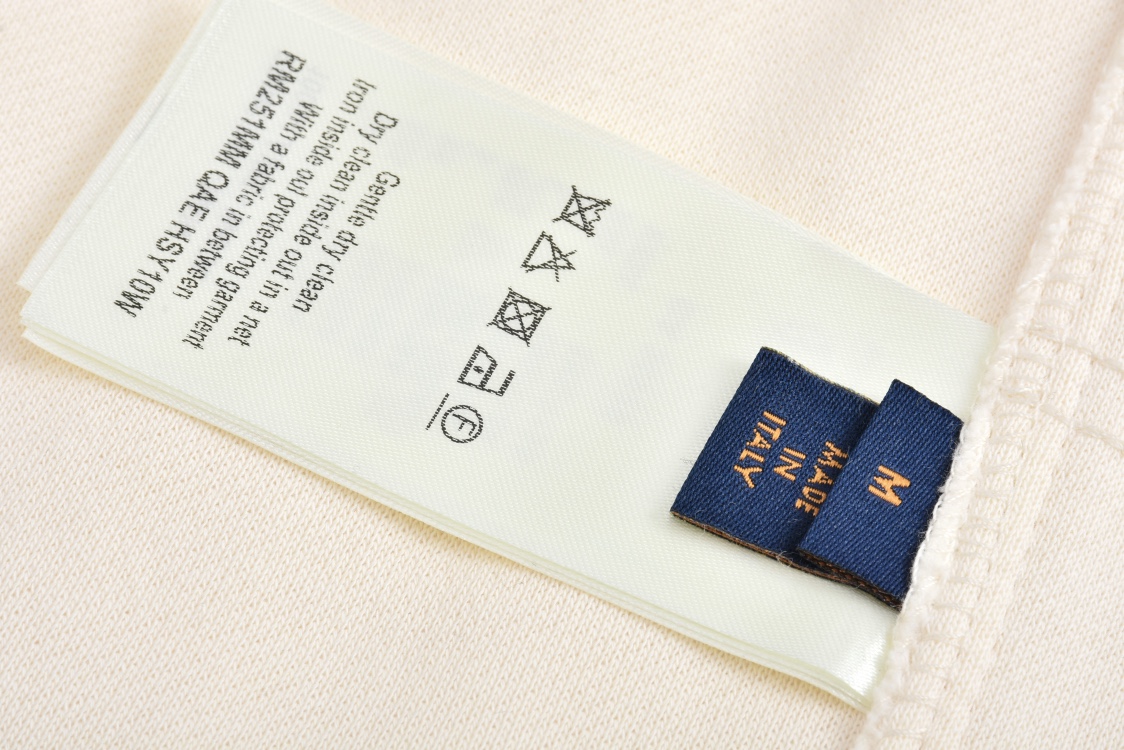 Gentle dry clean
Dry clean inside out in a net
Iron inside out protecting garment
With a fabric in between
RM251MM QAE HSY10W
F
MADE
IN
ITALY
M